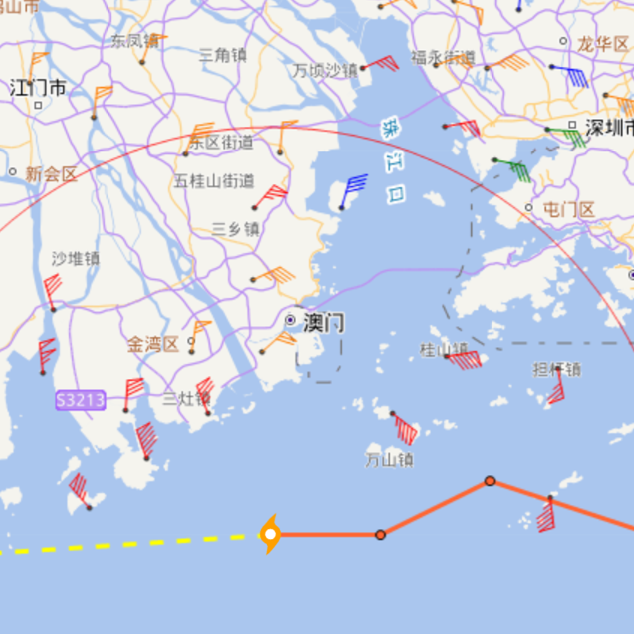 佛山市
东凤镇
三角镇
万顷沙镇
福永街道
龙华区
江门市
深圳市
东区街道
珠江口
新会区
五桂山街道
屯门区
三乡镇
沙堆镇
澳门
金湾区
桂山镇
担杆镇
S3213
三灶镇
万山镇